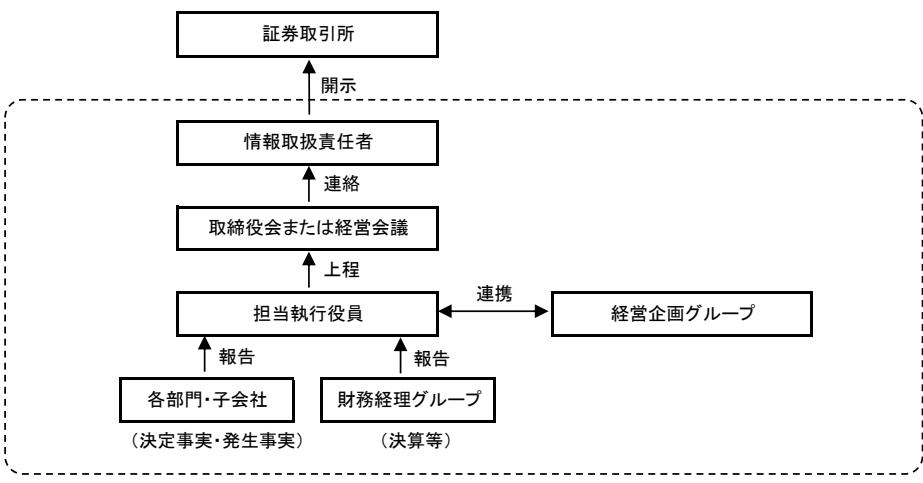 証券取引所
開示
情報取扱責任者
連絡
取締役会または経営会議
上程
担当執行役員
連携
経営企画グループ
報告
報告
各部門・子会社
財務経理グループ
（決定事実・発生事実）
（決算等）